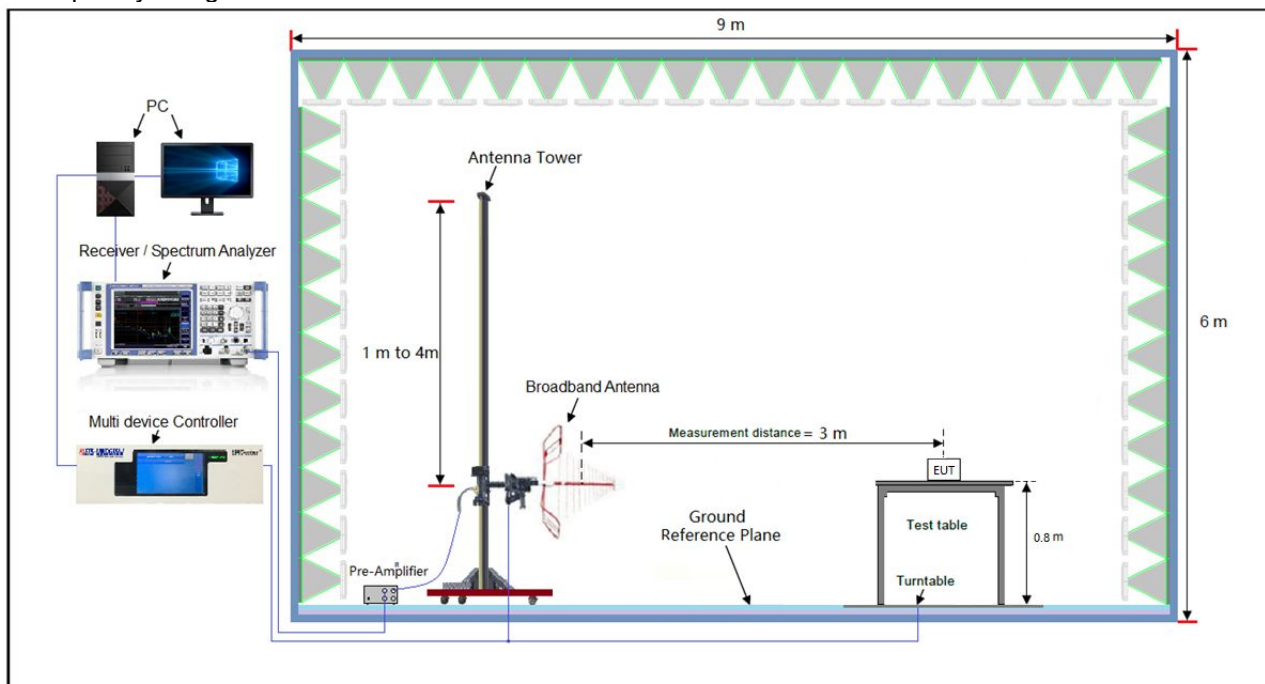 9 m
PC
Antenna Tower
Receiver / Spectrum Analyzer
6 m
1 m to 4m
Broadband Antenna
Multi device Controller
Measurement distance = 3 m
EUT
Ground
Reference Plane
Test table
0.8 m
Pre-Amplifier
Turntable